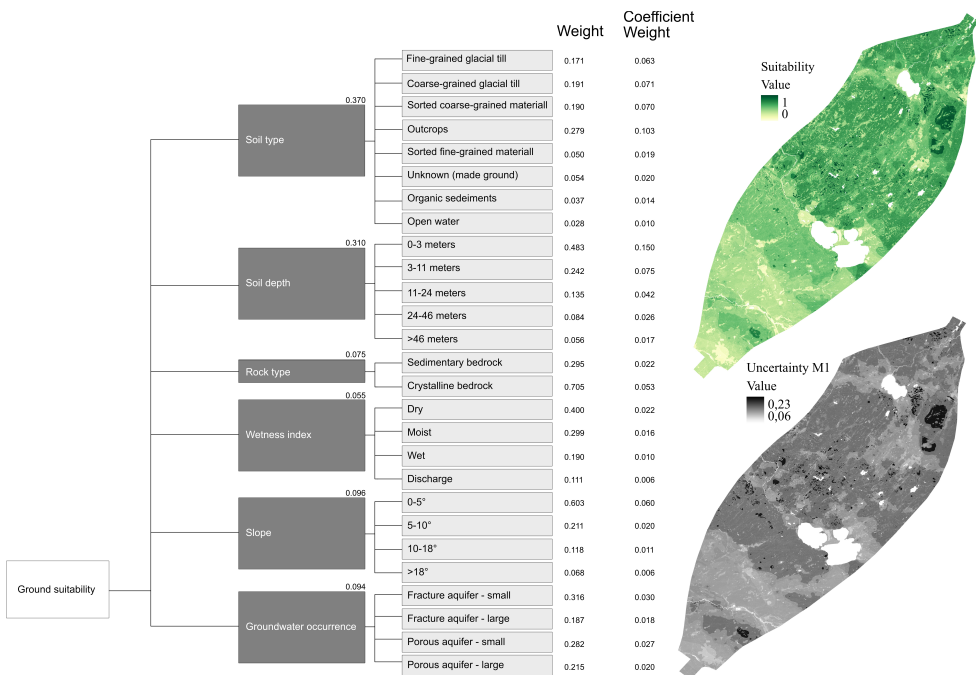 Weight
Coefficient
Weight
Ground suitability
0.370
Soil type
Fine-grained glacial till 0.171 0.063
Coarse-grained glacial till 0.191 0.071
Sorted coarse-grained materiall 0.190 0.070
Outcrops 0.279 0.103
Sorted fine-grained materiall 0.050 0.019
Unknown (made ground) 0.054 0.020
Organic sedeiments 0.037 0.014
Open water 0.028 0.010
0.310
Soil depth
0-3 meters 0.483 0.150
3-11 meters 0.242 0.075
11-24 meters 0.135 0.042
24-46 meters 0.084 0.026
>46 meters 0.056 0.017
0.075
Rock type
Sedimentary bedrock 0.295 0.022
Crystalline bedrock 0.705 0.053
0.055
Wetness index
Dry 0.400 0.022
Moist 0.299 0.016
Wet 0.190 0.010
Discharge 0.111 0.006
0.096
Slope
0-5° 0.603 0.060
5-10° 0.211 0.020
10-18° 0.118 0.011
>18° 0.068 0.006
0.094
Groundwater occurrence
Fracture aquifer - small 0.316 0.030
Fracture aquifer - large 0.187 0.018
Porous aquifer - small 0.282 0.027
Porous aquifer - large 0.215 0.020
Suitability
Value
1
0
Uncertainty M1
Value
0,23
0,06